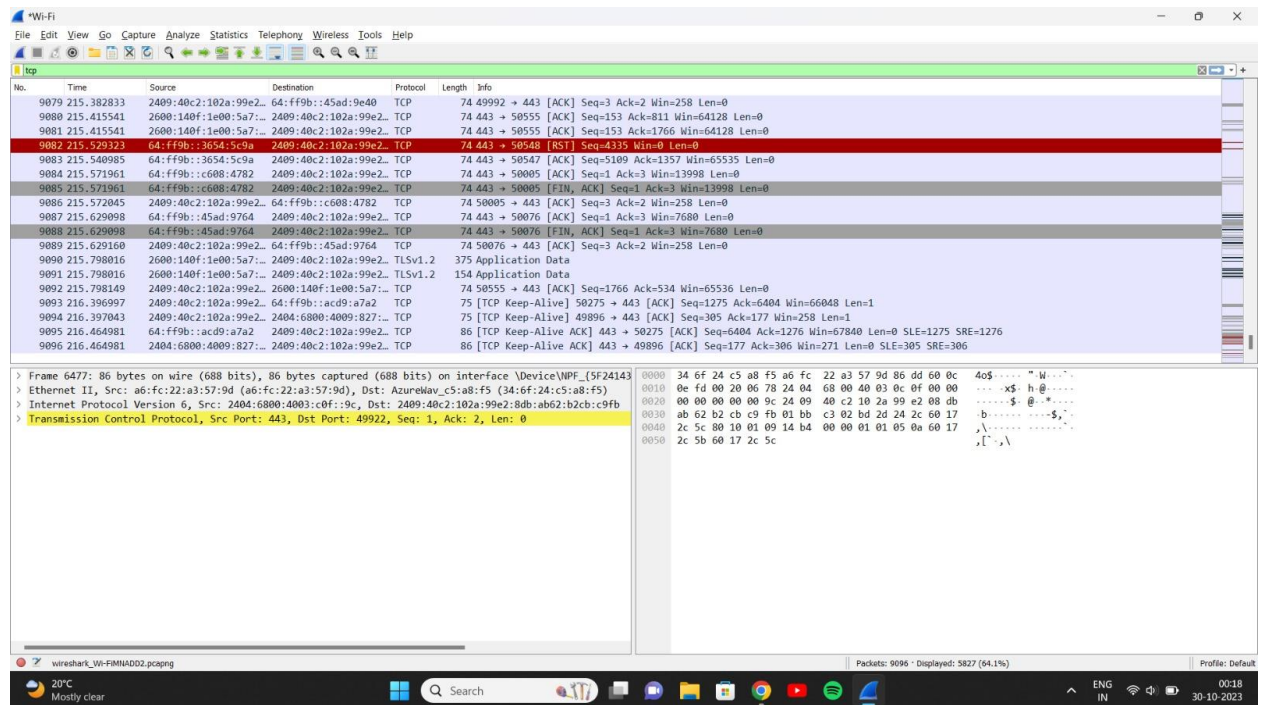 *Wi-Fi
File Edit View Go Capture Analyze Statistics Telephony Wireless Tools Help
tcp
No. Time Source Destination Protocol Length Info
9079 215.382833 2409:40c2:102a:99e2… 64:ff9b::45ad:9e40 TCP 74 49992 → 443 [ACK] Seq=3 Ack=2 Win=258 Len=0
9080 215.415541 2600:140f:1e00:5a7:… 2409:40c2:102a:99e2… TCP 74 443 → 50555 [ACK] Seq=153 Ack=811 Win=64128 Len=0
9081 215.415541 2600:140f:1e00:5a7:… 2409:40c2:102a:99e2… TCP 74 443 → 50555 [ACK] Seq=153 Ack=1766 Win=64128 Len=0
9082 215.529323 64:ff9b::3654:5c9a 2409:40c2:102a:99e2… TCP 74 443 → 50548 [RST] Seq=4335 Win=0 Len=0
9083 215.540985 64:ff9b::3654:5c9a 2409:40c2:102a:99e2… TCP 74 443 → 50547 [ACK] Seq=5109 Ack=1357 Win=65535 Len=0
9084 215.571961 64:ff9b::c608:4782 2409:40c2:102a:99e2… TCP 74 443 → 50005 [ACK] Seq=1 Ack=3 Win=13998 Len=0
9085 215.571961 64:ff9b::c608:4782 2409:40c2:102a:99e2… TCP 74 443 → 50005 [FIN, ACK] Seq=1 Ack=3 Win=13998 Len=0
9086 215.572045 2409:40c2:102a:99e2… 64:ff9b::c608:4782 TCP 74 50005 → 443 [ACK] Seq=3 Ack=2 Win=258 Len=0
9087 215.629098 64:ff9b::45ad:9764 2409:40c2:102a:99e2… TCP 74 443 → 50076 [ACK] Seq=1 Ack=3 Win=7680 Len=0
9088 215.629098 64:ff9b::45ad:9764 2409:40c2:102a:99e2… TCP 74 443 → 50076 [FIN, ACK] Seq=1 Ack=3 Win=7680 Len=0
9089 215.629160 2409:40c2:102a:99e2… 64:ff9b::45ad:9764 TCP 74 50076 → 443 [ACK] Seq=3 Ack=2 Win=258 Len=0
9090 215.798016 2600:140f:1e00:5a7:… 2409:40c2:102a:99e2… TLSv1.2 375 Application Data
9091 215.798016 2600:140f:1e00:5a7:… 2409:40c2:102a:99e2… TLSv1.2 154 Application Data
9092 215.798149 2409:40c2:102a:99e2… 2600:140f:1e00:5a7:… TCP 74 50555 → 443 [ACK] Seq=1766 Ack=534 Win=65536 Len=0
9093 216.396997 2409:40c2:102a:99e2… 64:ff9b::acd9:a7a2 TCP 75 [TCP Keep-Alive] 50275 → 443 [ACK] Seq=1275 Ack=6404 Win=66048 Len=1
9094 216.397043 2409:40c2:102a:99e2… 2404:6800:4009:827:… TCP 75 [TCP Keep-Alive] 49896 → 443 [ACK] Seq=305 Ack=177 Win=258 Len=1
9095 216.464981 64:ff9b::acd9:a7a2 2409:40c2:102a:99e2… TCP 86 [TCP Keep-Alive ACK] 443 → 50275 [ACK] Seq=6404 Ack=1276 Win=67840 Len=0 SLE=1275 SRE=1276
9096 216.464981 2404:6800:4009:827:… 2409:40c2:102a:99e2… TCP 86 [TCP Keep-Alive ACK] 443 → 49896 [ACK] Seq=177 Ack=306 Win=271 Len=0 SLE=305 SRE=306
> Frame 6477: 86 bytes on wire (688 bits), 86 bytes captured (688 bits) on interface \Device\NPF_{5F24143
> Ethernet II, Src: a6:fc:22:a3:57:9d (a6:fc:22:a3:57:9d), Dst: AzureWav_c5:a8:f5 (34:6f:24:c5:a8:f5)
> Internet Protocol Version 6, Src: 2404:6800:4003:c0f::9c, Dst: 2409:40c2:102a:99e2:8db:ab62:b2cb:c9fb
> Transmission Control Protocol, Src Port: 443, Dst Port: 49922, Seq: 1, Ack: 2, Len: 0
0000 34 6f 24 c5 a8 f5 a6 fc 22 a3 57 9d 86 dd 60 0c 4o$····· "·W···`·
0010 0e fd 00 20 06 78 24 04 68 00 40 03 0c 0f 00 00 ··· ·x$· h·@·····
0020 00 00 00 00 00 9c 24 09 40 c2 10 2a 99 e2 08 db ······$· @··*····
0030 ab 62 b2 cb c9 fb 01 bb c3 02 bd 2d 24 2c 60 17 ·b······ ···-$,`·
0040 2c 5c 80 10 01 09 14 b4 00 00 01 01 05 0a 60 17 ,\······ ······`·
0050 2c 5b 60 17 2c 5c ,[`·,\
wireshark_Wi-FiMNADD2.pcapng Packets: 9096 · Displayed: 5827 (64.1%) Profile: Default
20°C
Mostly clear
Search
ENG
IN
00:18
30-10-2023